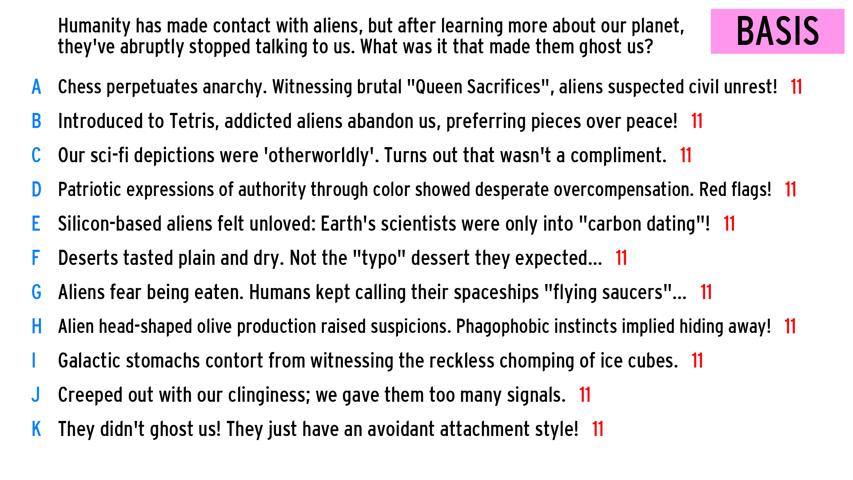 Humanity has made contact with aliens, but after learning more about our planet,
they've abruptly stopped talking to us. What was it that made them ghost us?
BASIS
A Chess perpetuates anarchy. Witnessing brutal "Queen Sacrifices", aliens suspected civil unrest! 11
B Introduced to Tetris, addicted aliens abandon us, preferring pieces over peace! 11
C Our sci-fi depictions were 'otherworldly'. Turns out that wasn't a compliment. 11
D Patriotic expressions of authority through color showed desperate overcompensation. Red flags! 11
E Silicon-based aliens felt unloved: Earth's scientists were only into "carbon dating"! 11
F Deserts tasted plain and dry. Not the "typo" dessert they expected... 11
G Aliens fear being eaten. Humans kept calling their spaceships "flying saucers"... 11
H Alien head-shaped olive production raised suspicions. Phagophobic instincts implied hiding away! 11
I Galactic stomachs contort from witnessing the reckless chomping of ice cubes. 11
J Creeped out with our clinginess; we gave them too many signals. 11
K They didn't ghost us! They just have an avoidant attachment style! 11